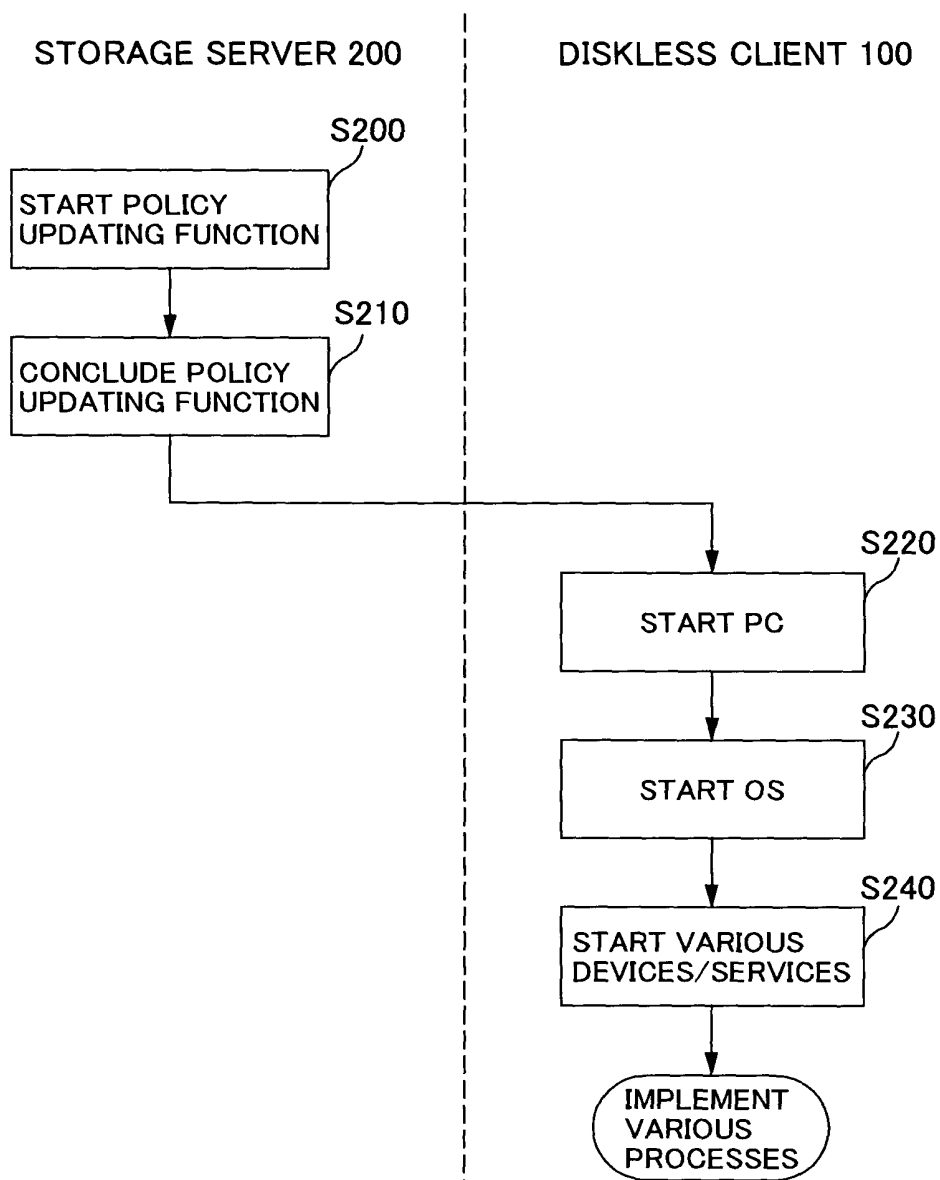 STORAGE SERVER 200
DISKLESS CLIENT 100
S200
START POLICY
UPDATING FUNCTION
S210
CONCLUDE POLICY
UPDATING FUNCTION
S220
START PC
S230
START OS
S240
START VARIOUS
DEVICES/SERVICES
IMPLEMENT
VARIOUS
PROCESSES